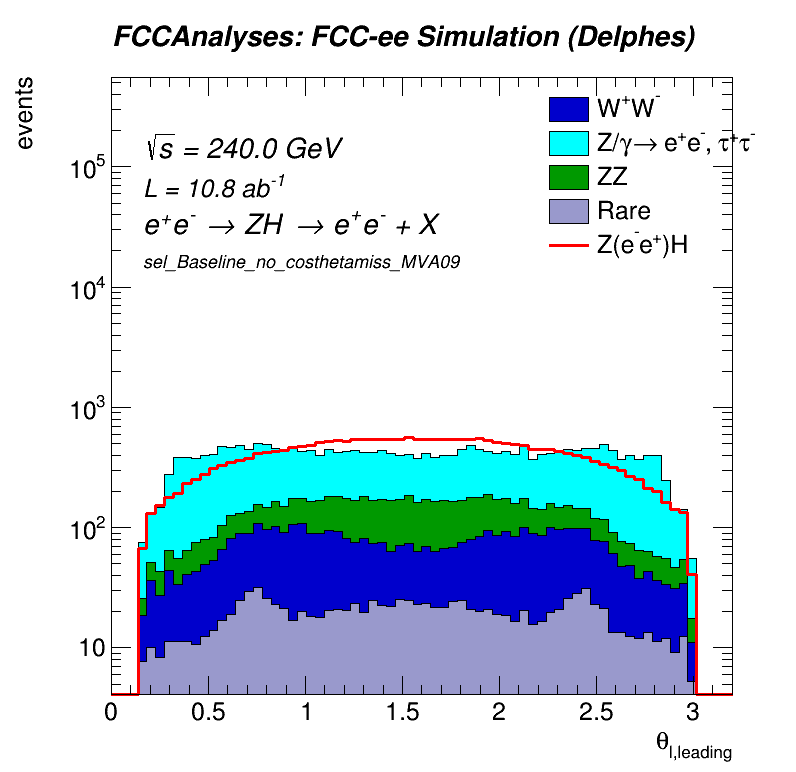 FCCAnalyses: FCC-ee Simulation (Delphes)
events
√s = 240.0 GeV
L = 10.8 ab⁻¹
e⁺e⁻ → ZH → e⁺e⁻ + X
sel_Baseline_no_costhetamiss_MVA09
W⁺W⁻
Z/γ→ e⁺e⁻, τ⁺τ⁻
ZZ
Rare
Z(e⁻e⁺)H
10⁵
10⁴
10³
10²
10
0 0.5 1 1.5 2 2.5 3
θl,leading